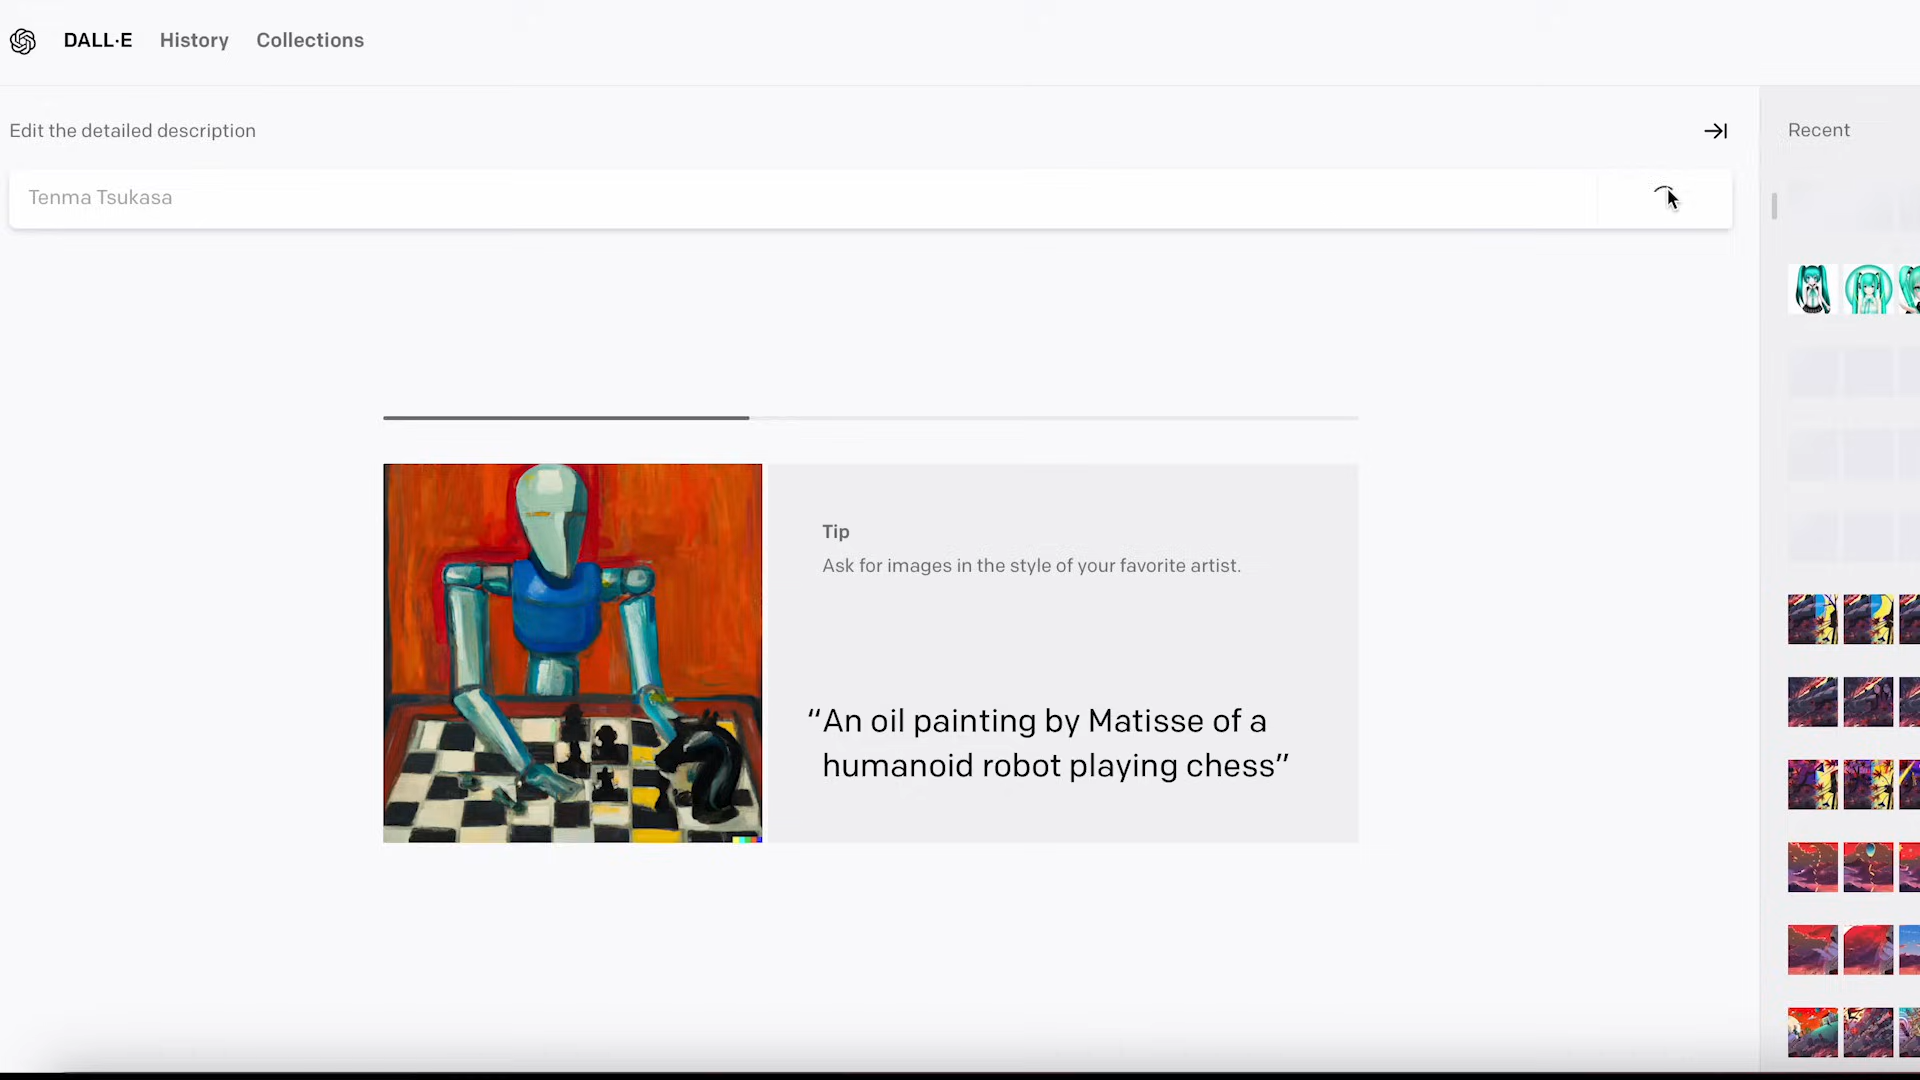 DALL·E History Collections
Edit the detailed description
Recent
Tenma Tsukasa
Tip
Ask for images in the style of your favorite artist.
“An oil painting by Matisse of a
humanoid robot playing chess”